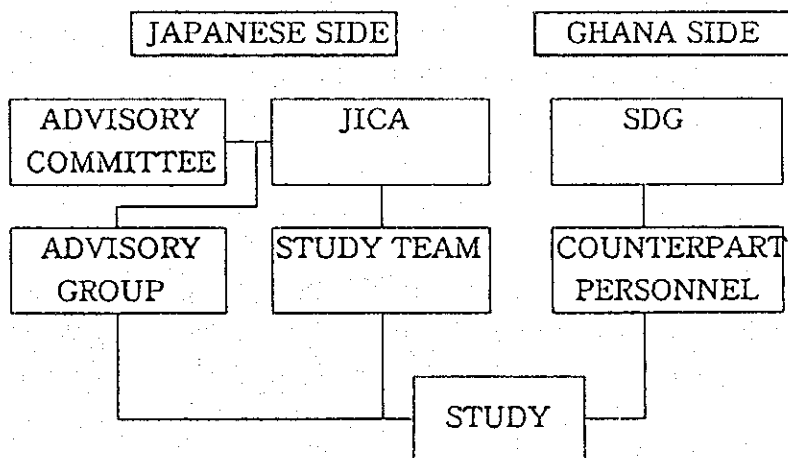 JAPANESE SIDE
GHANA SIDE
ADVISORY
COMMITTEE
JICA
SDG
ADVISORY
GROUP
STUDY TEAM
COUNTERPART
PERSONNEL
STUDY